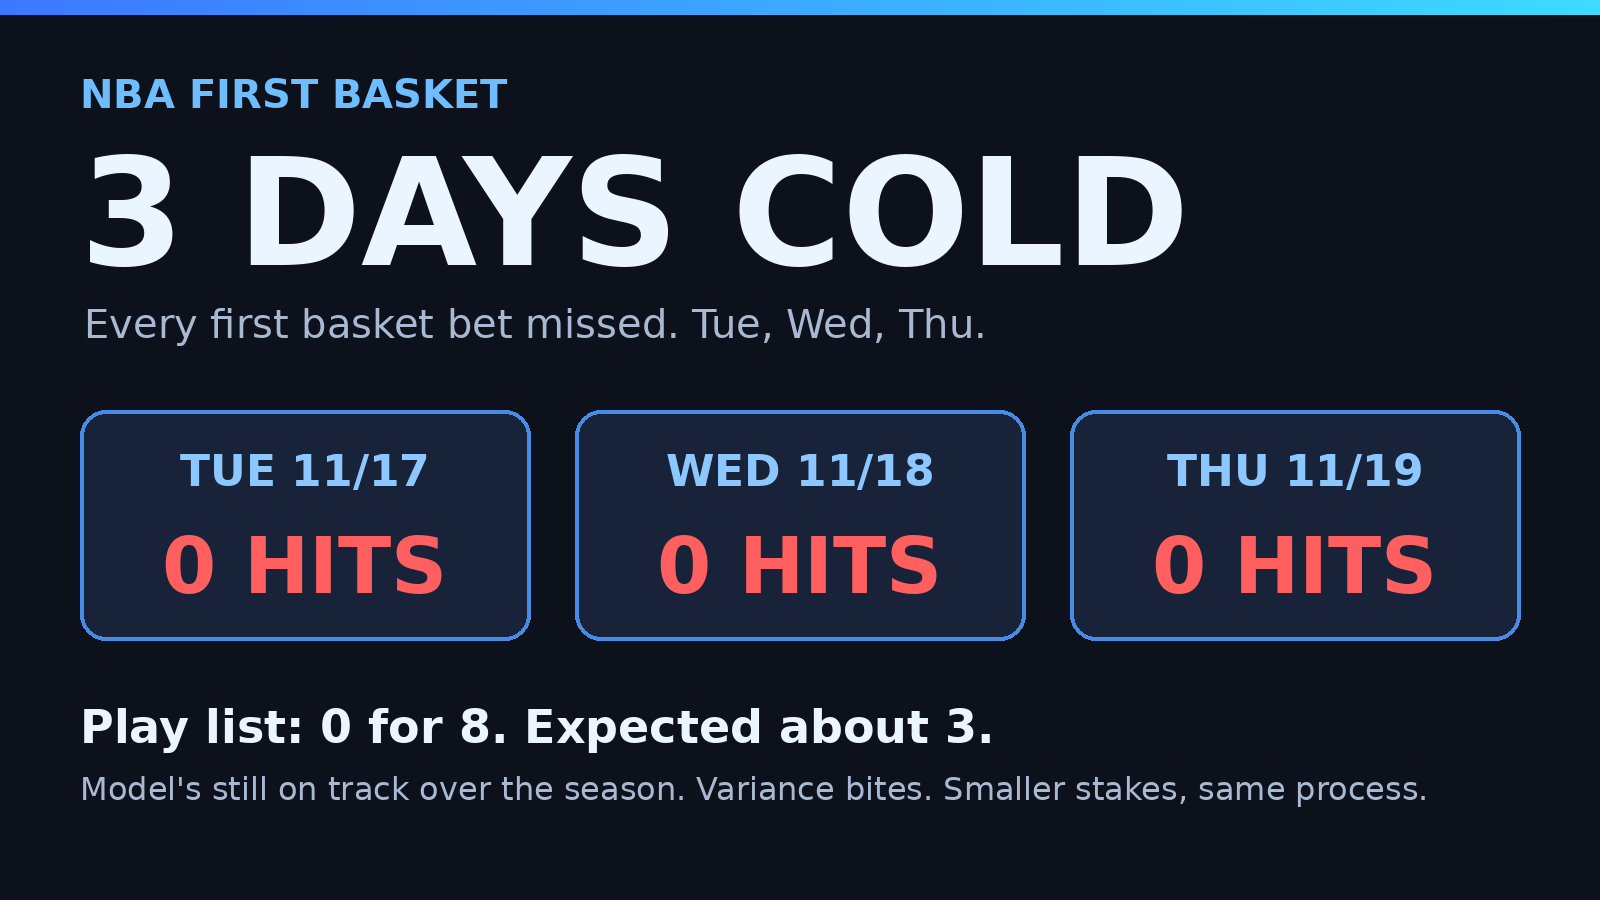 NBA FIRST BASKET
3 DAYS COLD
Every first basket bet missed. Tue, Wed, Thu.
TUE 11/17
0 HITS
WED 11/18
0 HITS
THU 11/19
0 HITS
Play list: 0 for 8. Expected about 3.
Model's still on track over the season. Variance bites. Smaller stakes, same process.